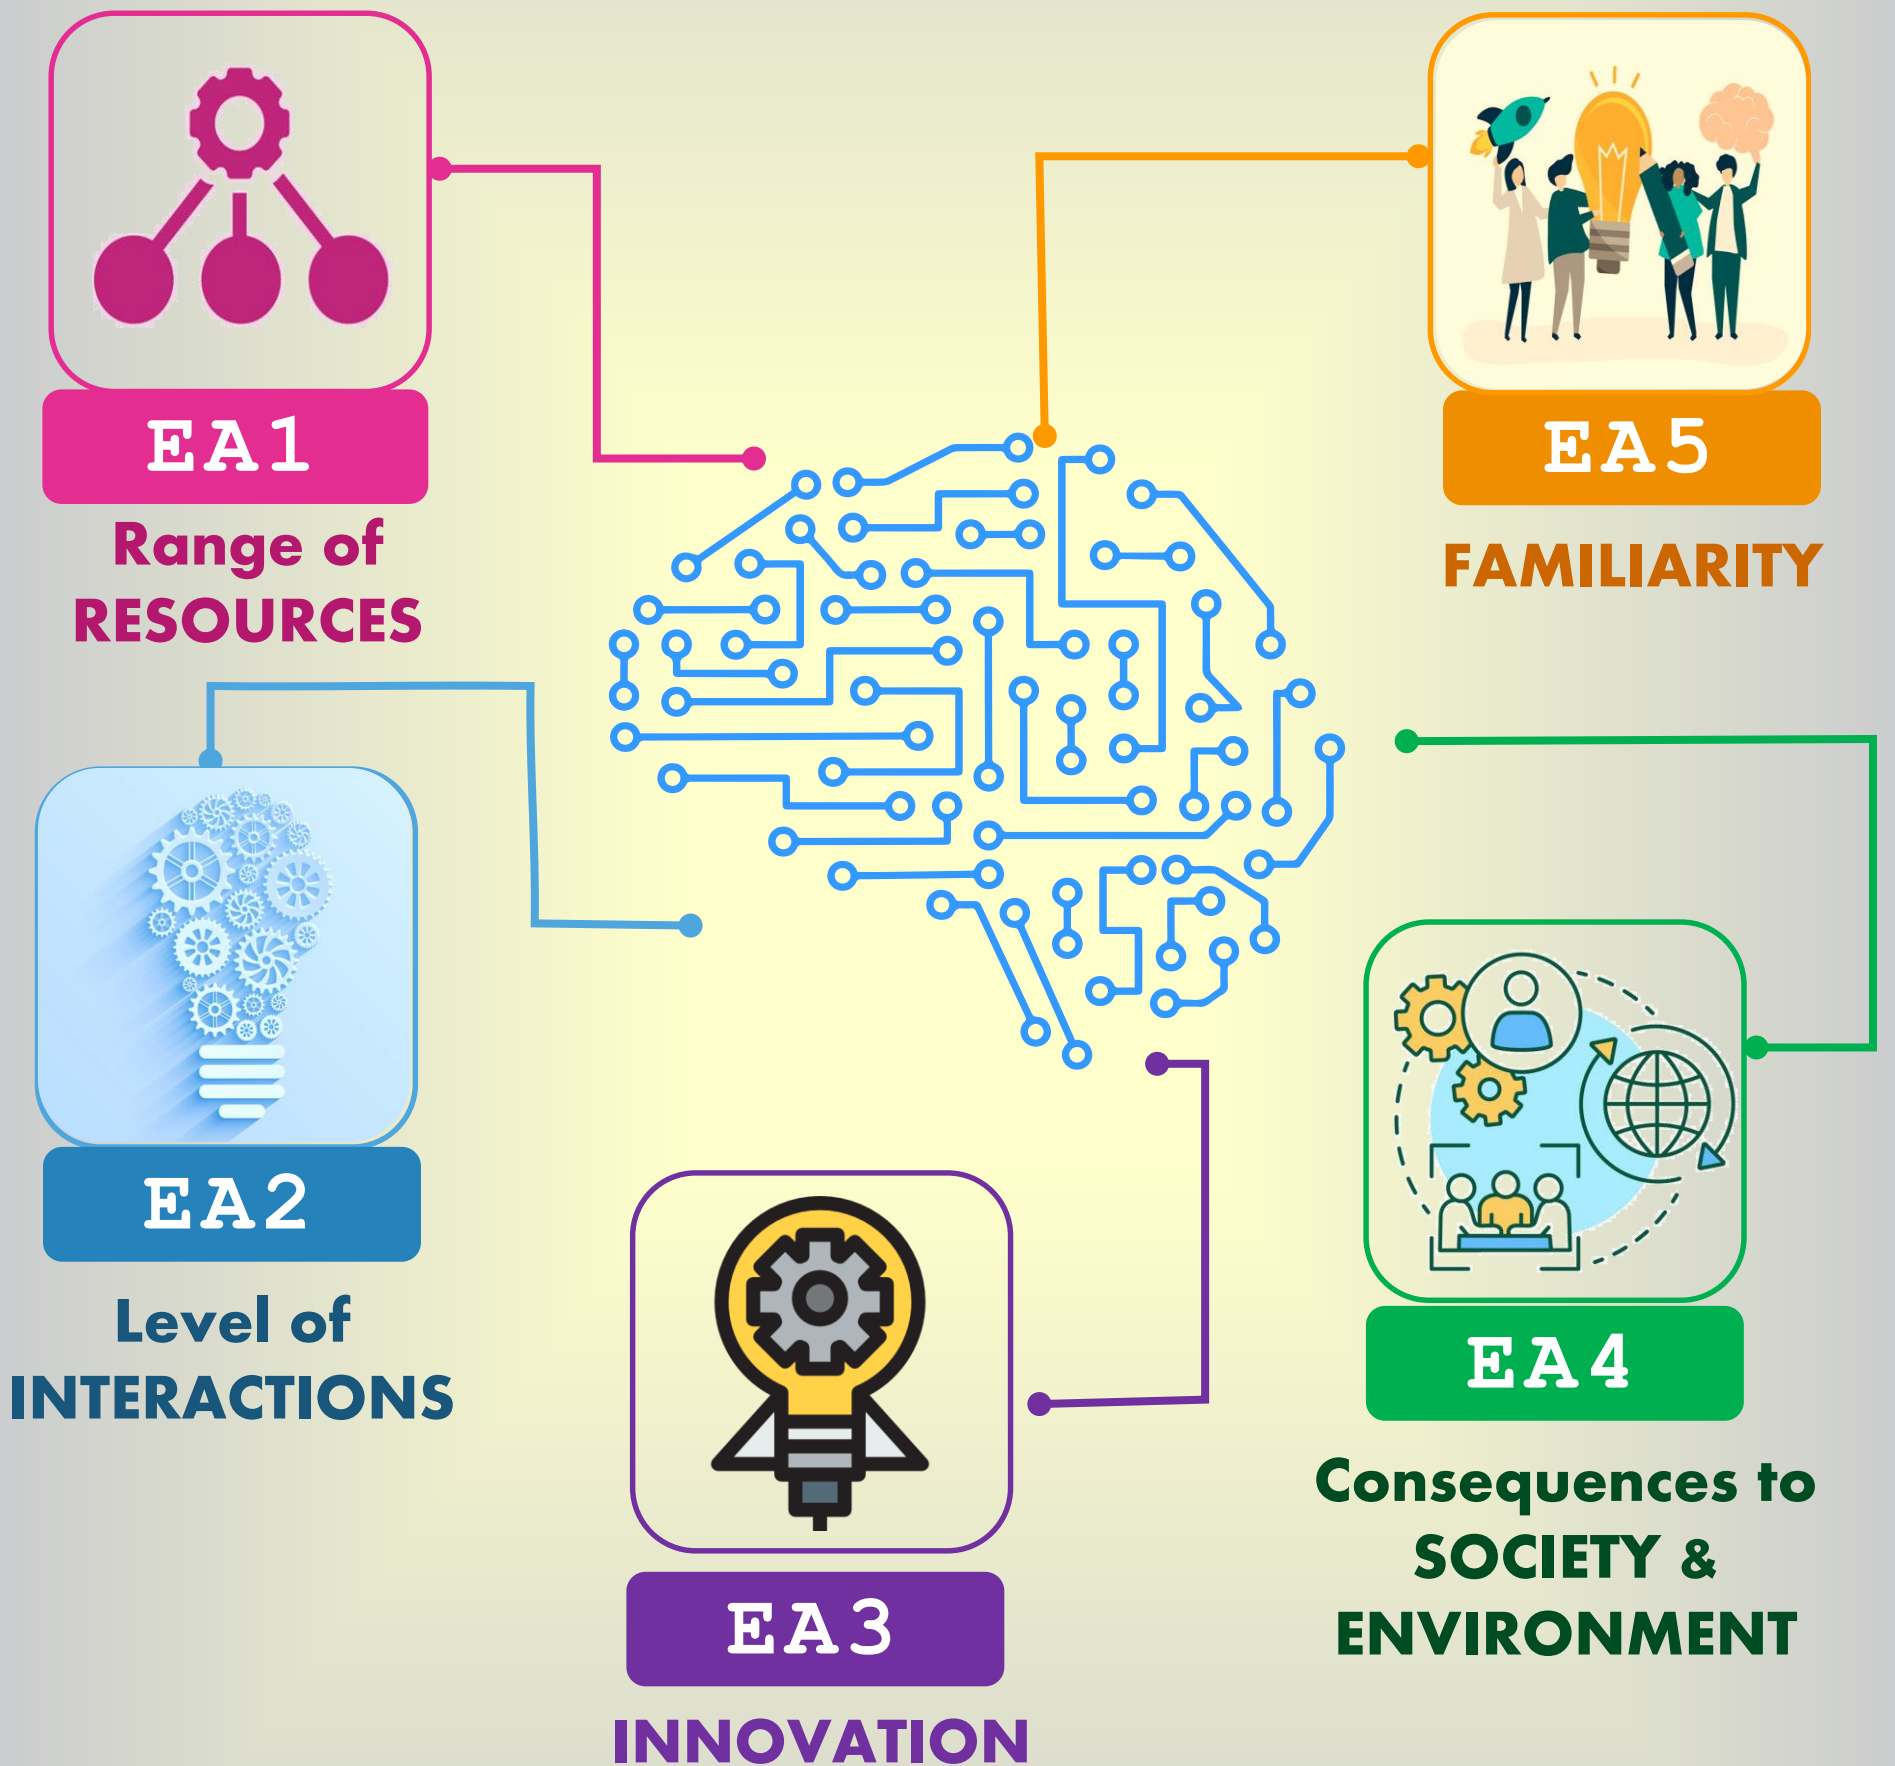 EA1
Range of
RESOURCES
EA2
Level of
INTERACTIONS
EA3
INNOVATION
EA4
Consequences to
SOCIETY &
ENVIRONMENT
EA5
FAMILIARITY